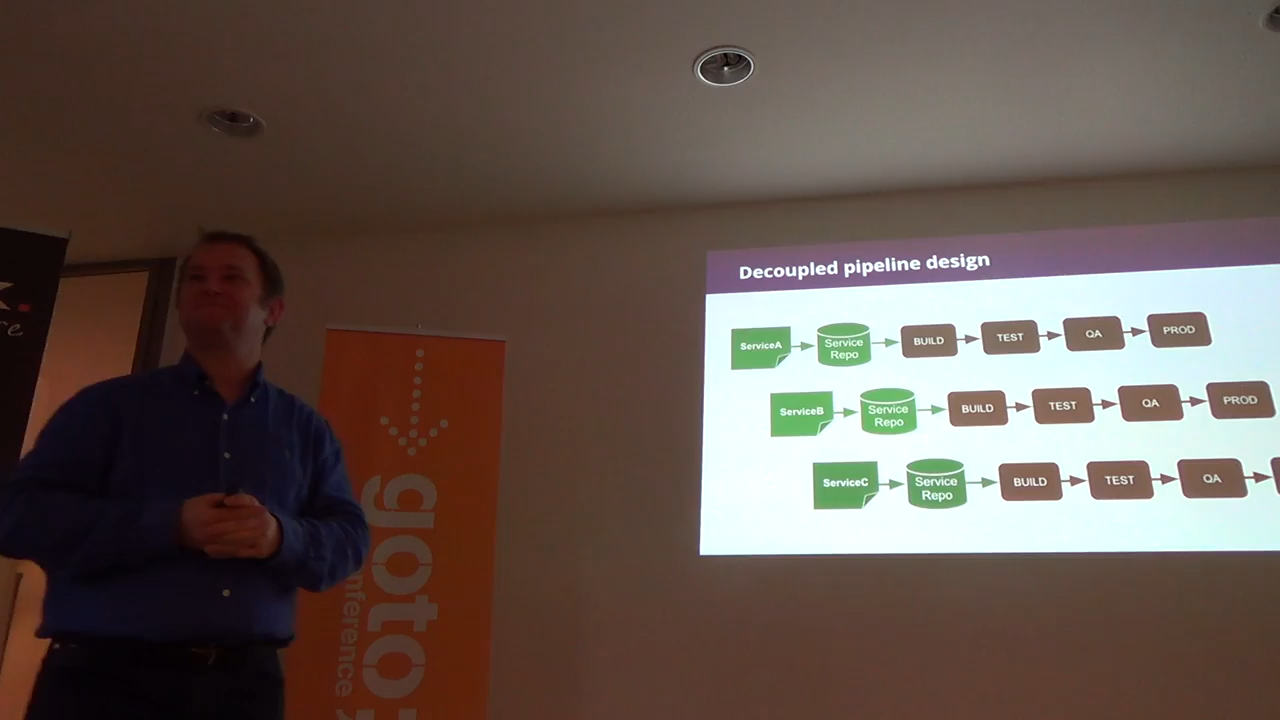 Decoupled pipeline design
ServiceA Service Repo BUILD TEST QA PROD
ServiceB Service Repo BUILD TEST QA PROD
ServiceC Service Repo BUILD TEST QA
goto;